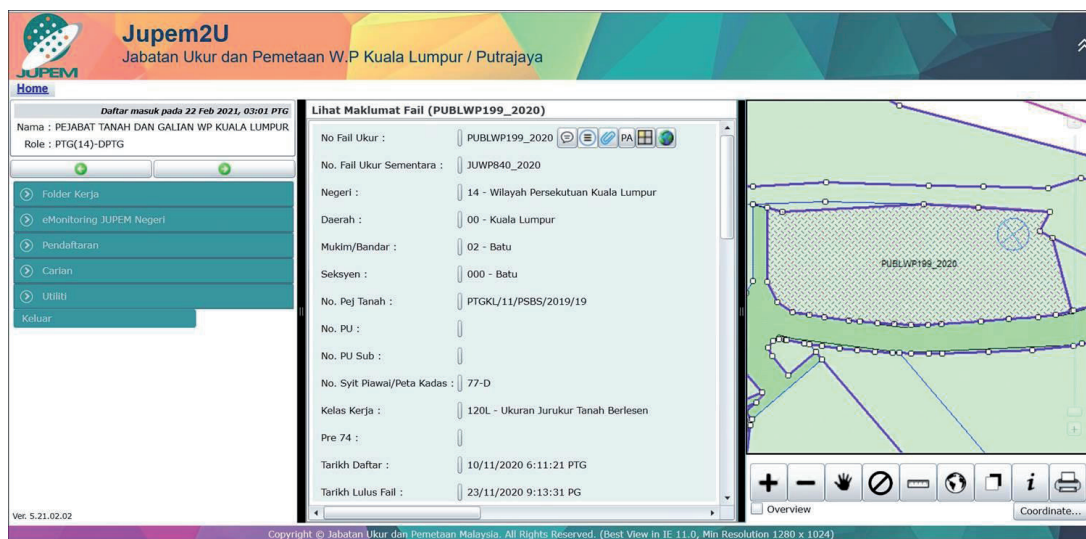 JUPEM
Jupem2U
Jabatan Ukur dan Pemetaan W.P Kuala Lumpur / Putrajaya
Home
Daftar masuk pada 22 Feb 2021, 03:01 PTG
Nama : PEJABAT TANAH DAN GALIAN WP KUALA LUMPUR
Role : PTG(14)-DPTG
Folder Kerja
eMonitoring JUPEM Negeri
Pendaftaran
Carian
Utiliti
Keluar
Ver. 5.21.02.02
Lihat Maklumat Fail (PUBLWP199_2020)
No Fail Ukur : PUBLWP199_2020 PA
No. Fail Ukur Sementara : JUWP840_2020
Negeri : 14 - Wilayah Persekutuan Kuala Lumpur
Daerah : 00 - Kuala Lumpur
Mukim/Bandar : 02 - Batu
Seksyen : 000 - Batu
No. Pej Tanah : PTGKL/11/PSBS/2019/19
No. PU :
No. PU Sub :
No. Syit Piawai/Peta Kadas : 77-D
Kelas Kerja : 120L - Ukuran Jurukur Tanah Berlesen
Pre 74 :
Tarikh Daftar : 10/11/2020 6:11:21 PTG
Tarikh Lulus Fail : 23/11/2020 9:13:31 PG
PUBLWP199_2020
Overview
Coordinate...
Copyright © Jabatan Ukur dan Pemetaan Malaysia. All Rights Reserved. (Best View in IE 11.0, Min Resolution 1280 x 1024)